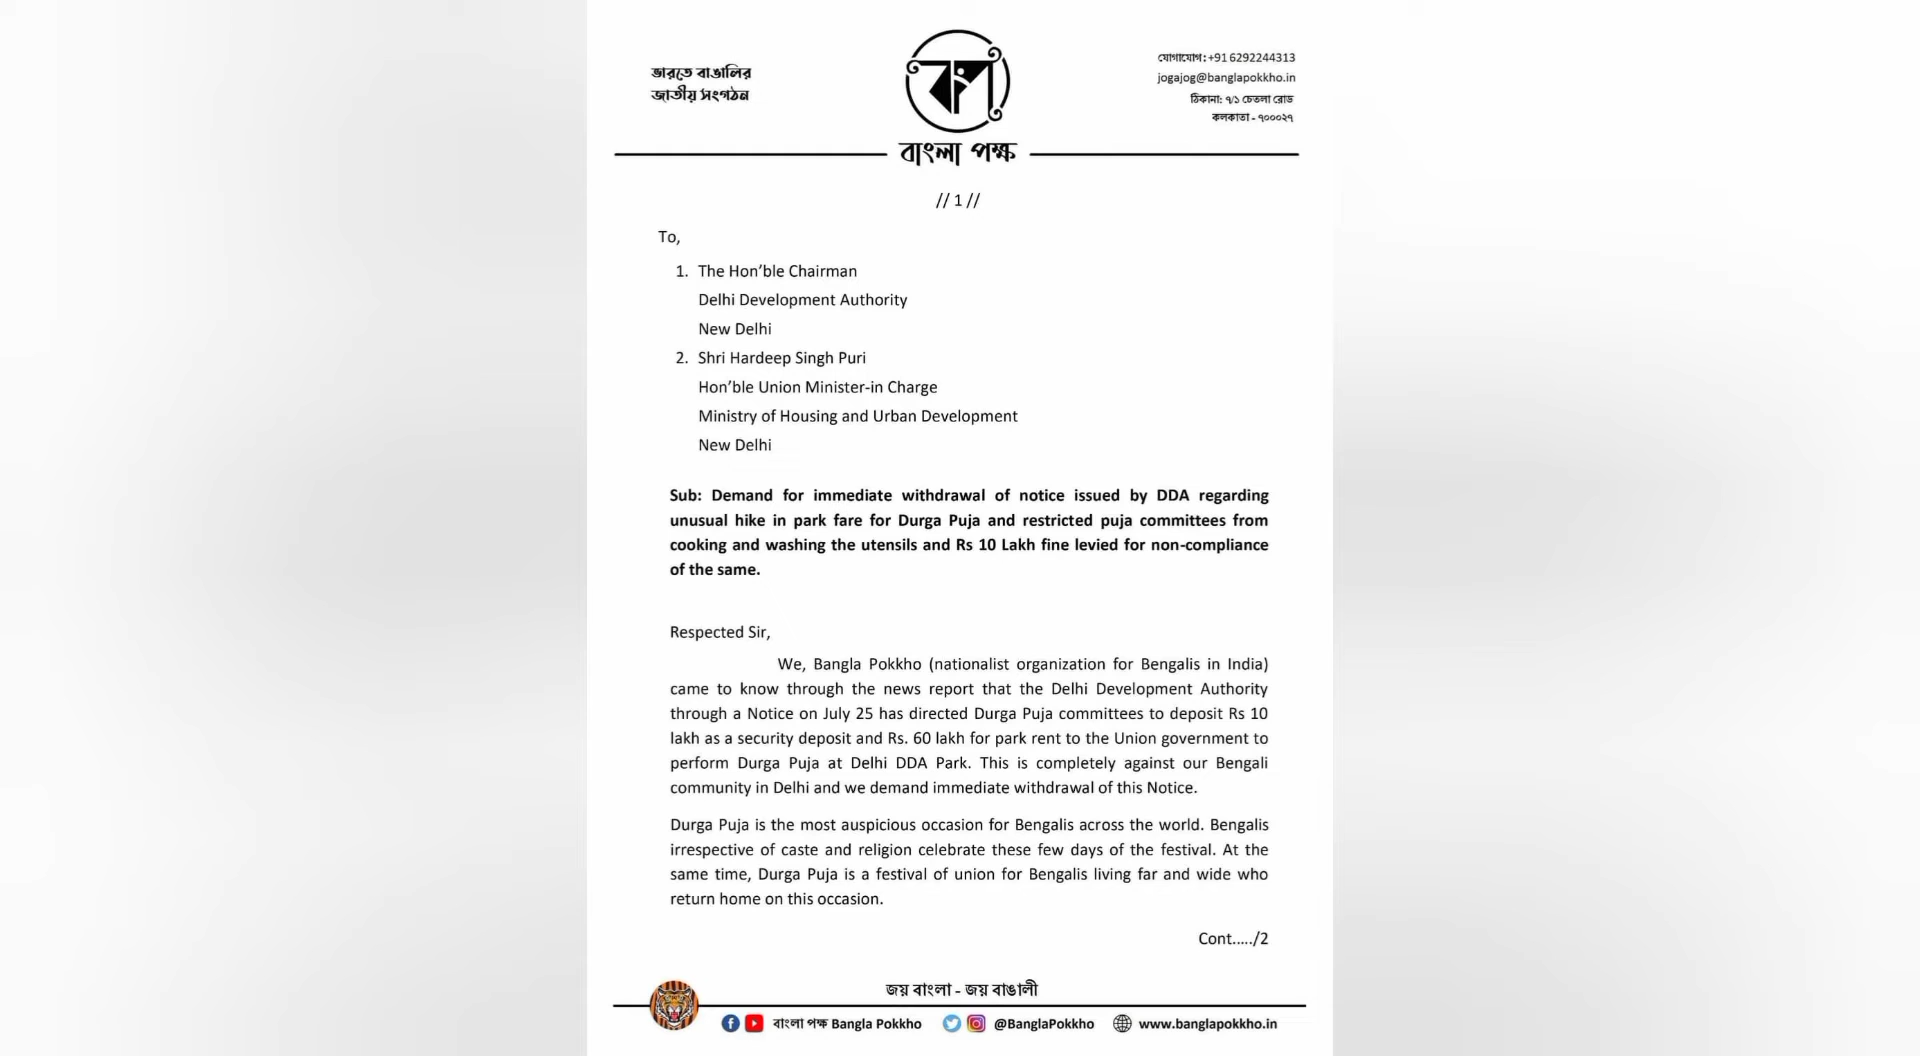 ভারতে বাঙালির
জাতীয় সংগঠন
বাংলা পক্ষ
যোগাযোগ: +91 6292244313
jogajog@banglapokkho.in
ঠিকানা: ৭/১ চেতলা রোড
কলকাতা - ৭০০০২৭
// 1 //
To,
1. The Hon’ble Chairman
Delhi Development Authority
New Delhi
2. Shri Hardeep Singh Puri
Hon’ble Union Minister-in Charge
Ministry of Housing and Urban Development
New Delhi
Sub: Demand for immediate withdrawal of notice issued by DDA regarding
unusual hike in park fare for Durga Puja and restricted puja committees from
cooking and washing the utensils and Rs 10 Lakh fine levied for non-compliance
of the same.
Respected Sir,
We, Bangla Pokkho (nationalist organization for Bengalis in India)
came to know through the news report that the Delhi Development Authority
through a Notice on July 25 has directed Durga Puja committees to deposit Rs 10
lakh as a security deposit and Rs. 60 lakh for park rent to the Union government to
perform Durga Puja at Delhi DDA Park. This is completely against our Bengali
community in Delhi and we demand immediate withdrawal of this Notice.
Durga Puja is the most auspicious occasion for Bengalis across the world. Bengalis
irrespective of caste and religion celebrate these few days of the festival. At the
same time, Durga Puja is a festival of union for Bengalis living far and wide who
return home on this occasion.
Cont...../2
জয় বাংলা - জয় বাঙালী
বাংলা পক্ষ Bangla Pokkho @BanglaPokkho www.banglapokkho.in